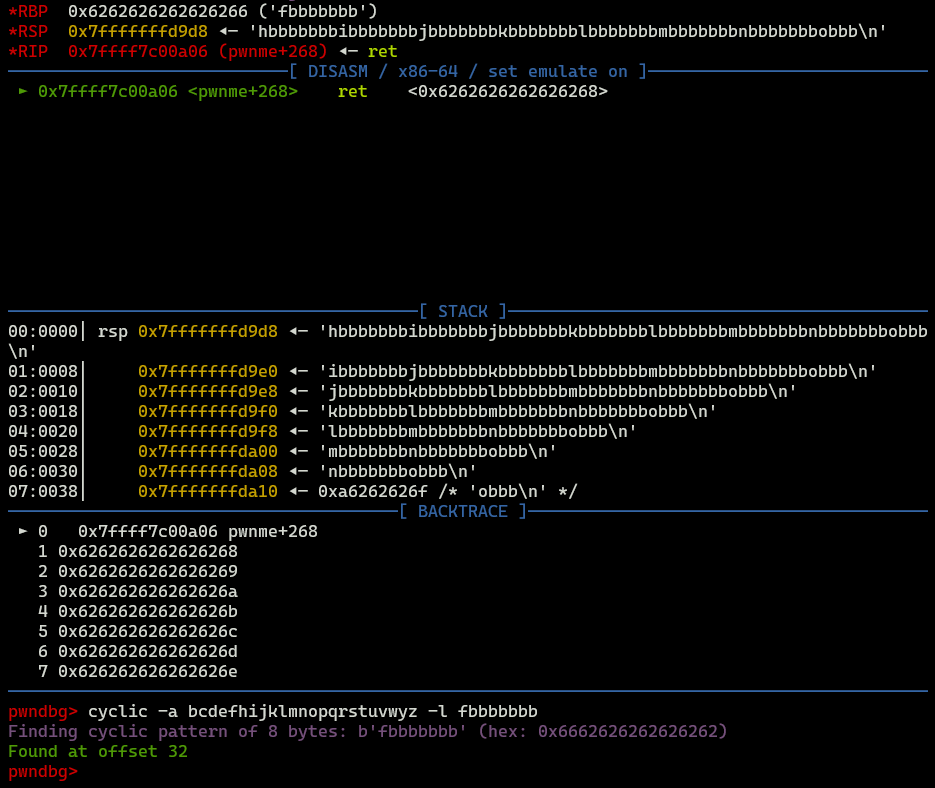 *RBP  0x6262626262626266 ('fbbbbbbb')
*RSP  0x7fffffffd9d8 ◂— 'hbbbbbbbibbbbbbbjbbbbbbbkbbbbbbblbbbbbbbmbbbbbbbnbbbbbbbobbb\n'
*RIP  0x7ffff7c00a06 (pwnme+268) ◂— ret
[ DISASM / x86-64 / set emulate on ]
► 0x7ffff7c00a06 <pwnme+268>    ret    <0x6262626262626268>
[ STACK ]
00:0000│ rsp 0x7fffffffd9d8 ◂— 'hbbbbbbbibbbbbbbjbbbbbbbkbbbbbbblbbbbbbbmbbbbbbbnbbbbbbbobbb
\n'
01:0008│     0x7fffffffd9e0 ◂— 'ibbbbbbbjbbbbbbbkbbbbbbblbbbbbbbmbbbbbbbnbbbbbbbobbb\n'
02:0010│     0x7fffffffd9e8 ◂— 'jbbbbbbbkbbbbbbblbbbbbbbmbbbbbbbnbbbbbbbobbb\n'
03:0018│     0x7fffffffd9f0 ◂— 'kbbbbbbblbbbbbbbmbbbbbbbnbbbbbbbobbb\n'
04:0020│     0x7fffffffd9f8 ◂— 'lbbbbbbbmbbbbbbbnbbbbbbbobbb\n'
05:0028│     0x7fffffffda00 ◂— 'mbbbbbbbnbbbbbbbobbb\n'
06:0030│     0x7fffffffda08 ◂— 'nbbbbbbbobbb\n'
07:0038│     0x7fffffffda10 ◂— 0xa6262626f /* 'obbb\n' */
[ BACKTRACE ]
► 0   0x7ffff7c00a06 pwnme+268
1 0x6262626262626268
2 0x6262626262626269
3 0x626262626262626a
4 0x626262626262626b
5 0x626262626262626c
6 0x626262626262626d
7 0x626262626262626e
pwndbg> cyclic -a bcdefhijklmnopqrstuvwyz -l fbbbbbbb
Finding cyclic pattern of 8 bytes: b'fbbbbbbb' (hex: 0x6662626262626262)
Found at offset 32
pwndbg>